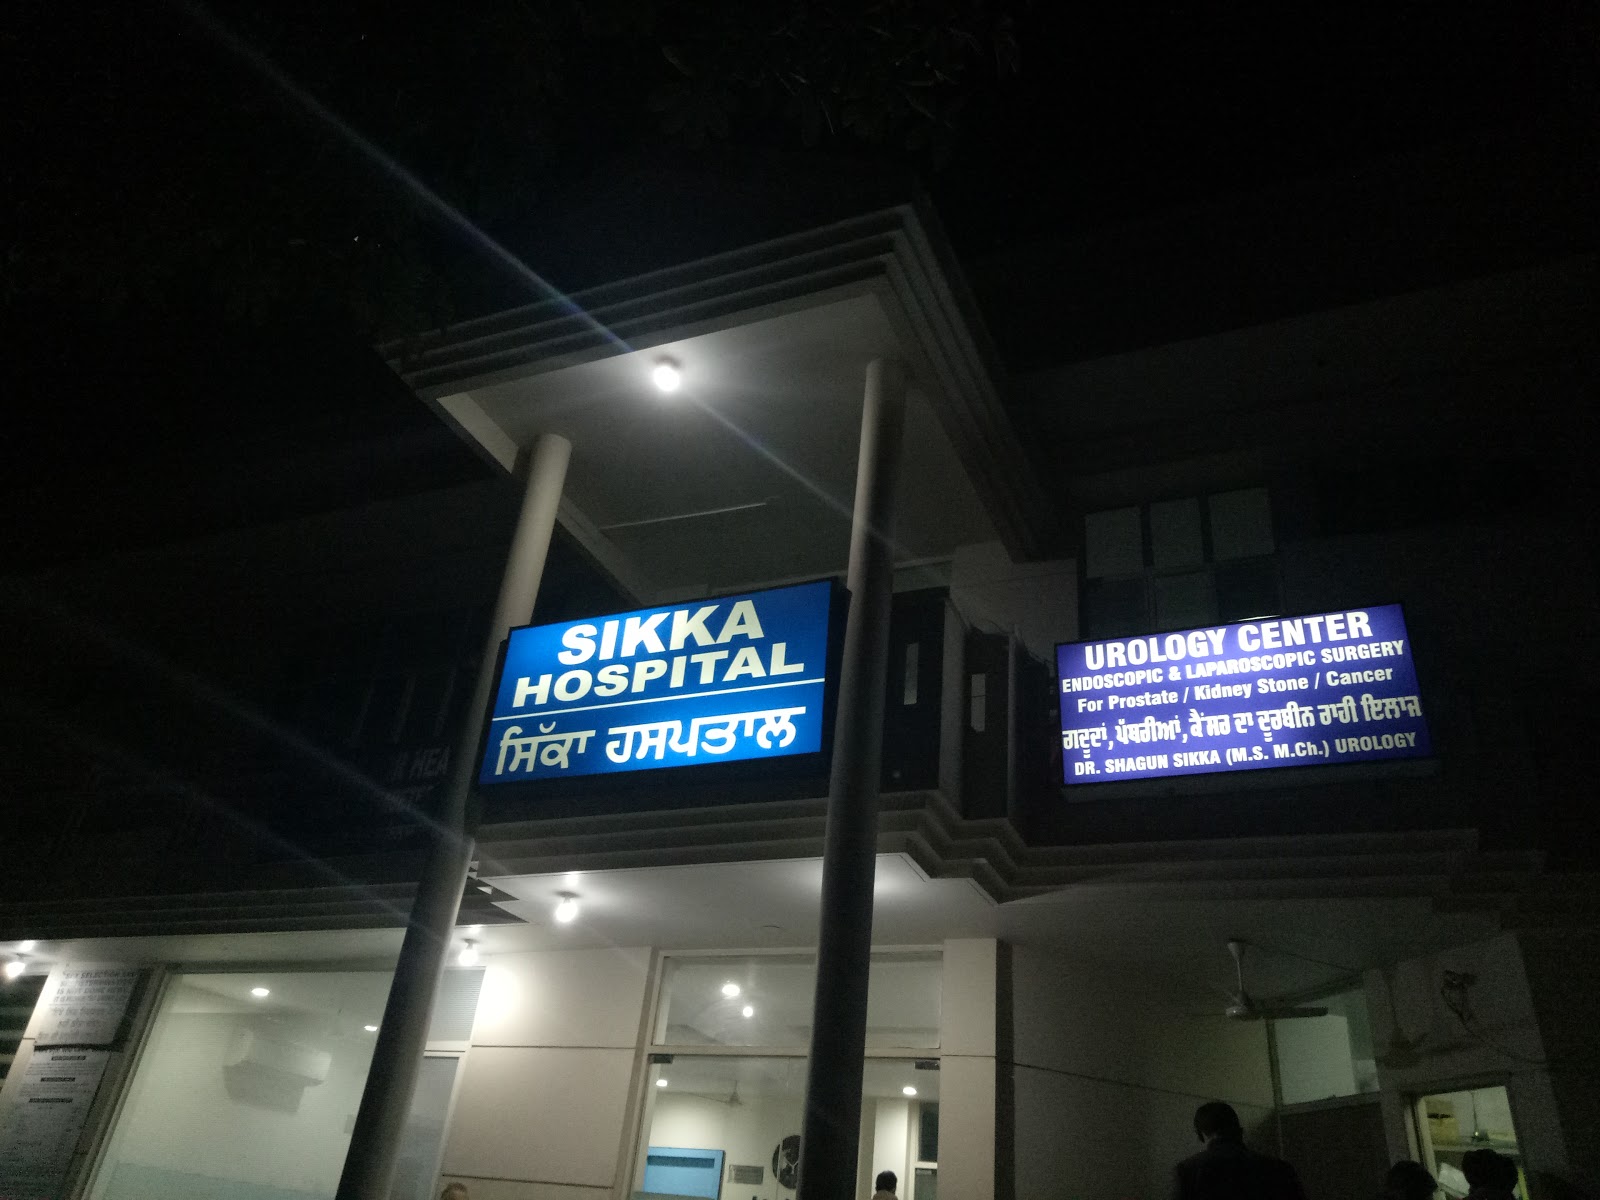 SIKKA
HOSPITAL
ਸਿੱਕਾ ਹਸਪਤਾਲ
UROLOGY CENTER
ENDOSCOPIC & LAPAROSCOPIC SURGERY
For Prostate / Kidney Stone / Cancer
ਗਦੂਦਾਂ, ਪੱਥਰੀਆਂ, ਕੈਂਸਰ ਦਾ ਦੂਰਬੀਨ ਰਾਹੀ ਇਲਾਜ
DR. SHAGUN SIKKA (M.S. M.Ch.) UROLOGY